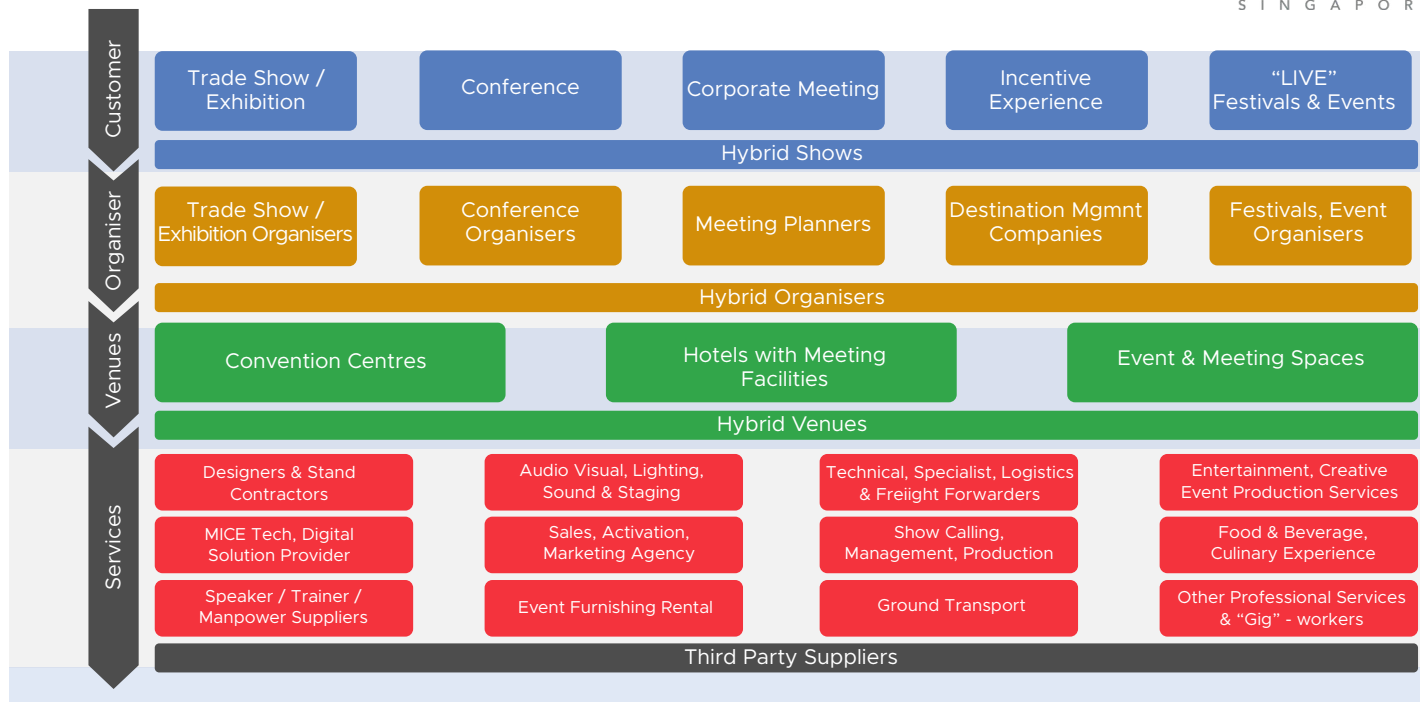 SINGAPOR
Customer
Trade Show /
Exhibition
Conference
Corporate Meeting
Incentive
Experience
“LIVE”
Festivals & Events
Hybrid Shows
Organiser
Trade Show /
Exhibition Organisers
Conference
Organisers
Meeting Planners
Destination Mgmnt
Companies
Festivals, Event
Organisers
Hybrid Organisers
Venues
Convention Centres
Hotels with Meeting
Facilities
Event & Meeting Spaces
Hybrid Venues
Services
Designers & Stand
Contractors
Audio Visual, Lighting,
Sound & Staging
Technical, Specialist, Logistics
& Freiight Forwarders
Entertainment, Creative
Event Production Services
MICE Tech, Digital
Solution Provider
Sales, Activation,
Marketing Agency
Show Calling,
Management, Production
Food & Beverage,
Culinary Experience
Speaker / Trainer /
Manpower Suppliers
Event Furnishing Rental
Ground Transport
Other Professional Services
& “Gig” - workers
Third Party Suppliers